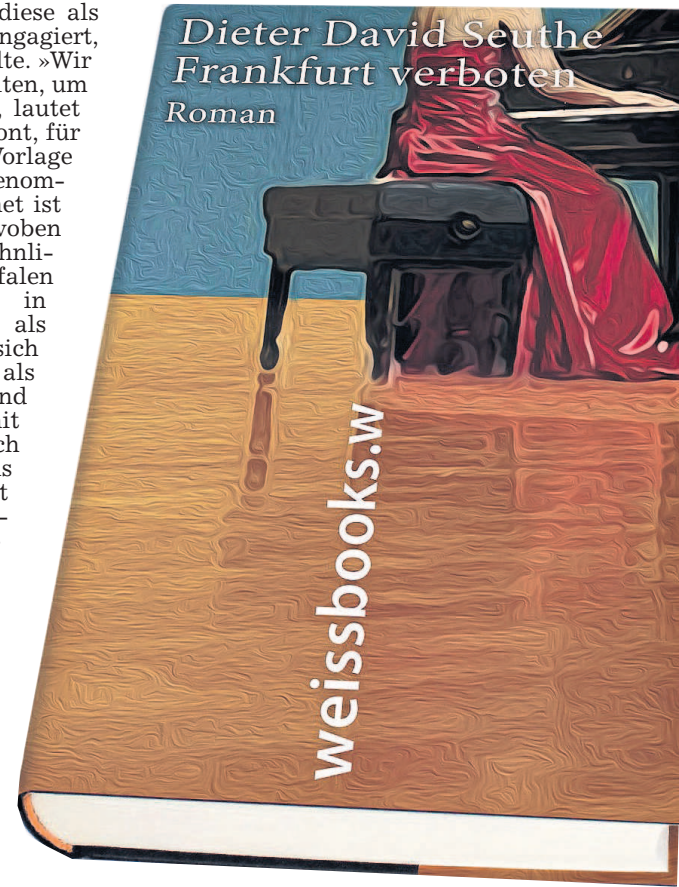 diese als
ngagiert,
lte. »Wir
ten, um
, lautet
ont, für
Vorlage
enom-
net ist
woben
hnli-
falen
in
als
sich
als
nd
it
ch
s
t
-
Dieter David Seuthe
Frankfurt verboten
Roman
weissbooks.w